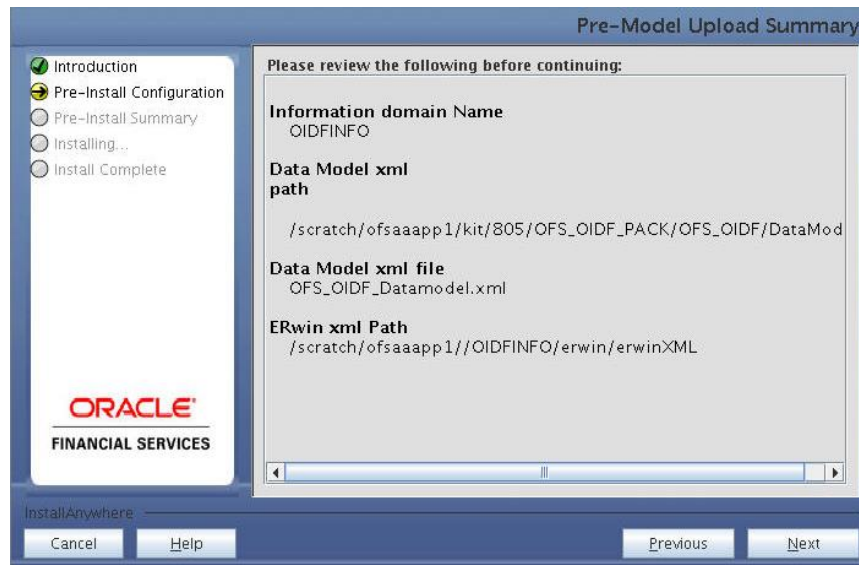 Pre-Model Upload Summary
Introduction
Pre-Install Configuration
Pre-Install Summary
Installing...
Install Complete
ORACLE
FINANCIAL SERVICES
Please review the following before continuing:
Information domain Name
OIDFINFO
Data Model xml
path
/scratch/ofsaaapp1/kit/805/OFS_OIDF_PACK/OFS_OIDF/DataMod
Data Model xml file
OFS_OIDF_Datamodel.xml
ERwin xml Path
/scratch/ofsaaapp1//OIDFINFO/erwin/erwinXML
InstallAnywhere
Cancel
Help
Previous
Next